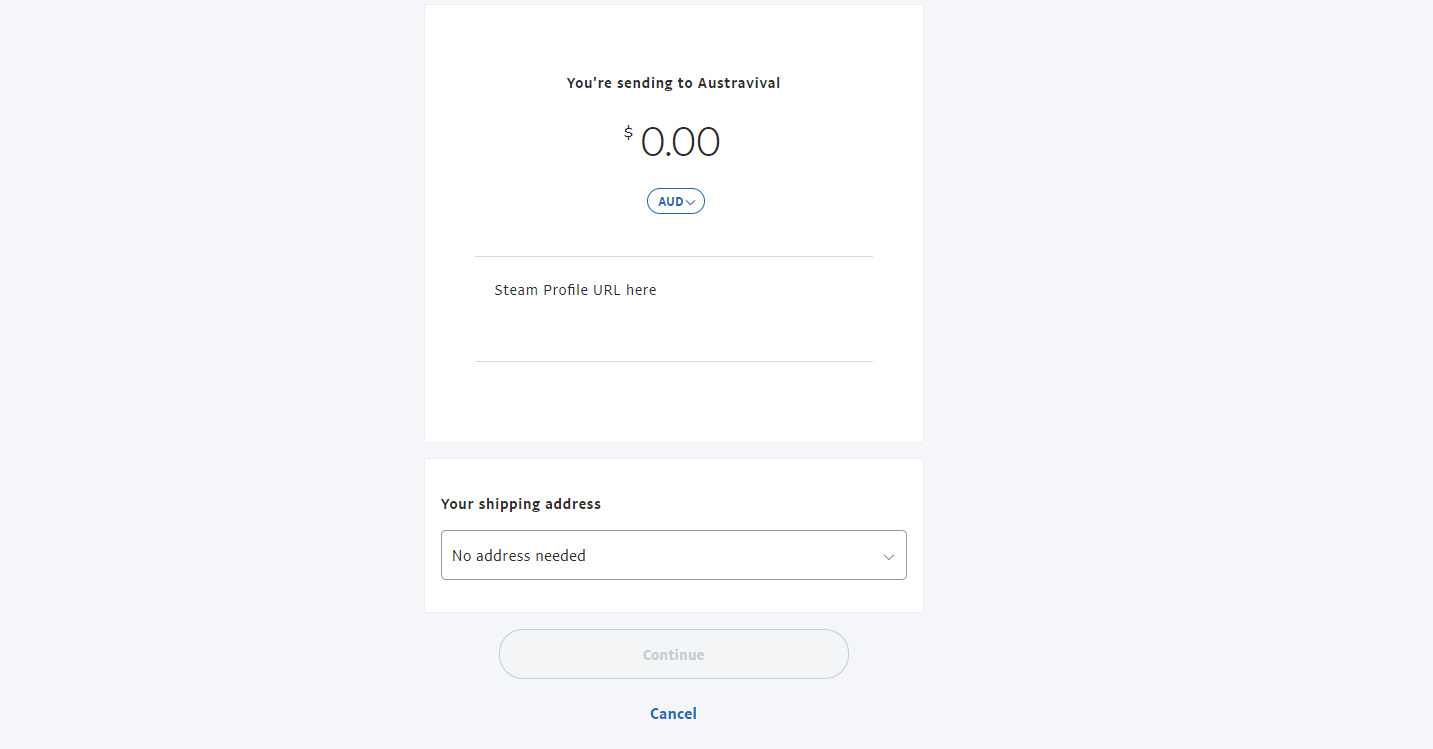 You're sending to Austravival
$ 0.00
AUD
Steam Profile URL here
Your shipping address
No address needed
Continue
Cancel